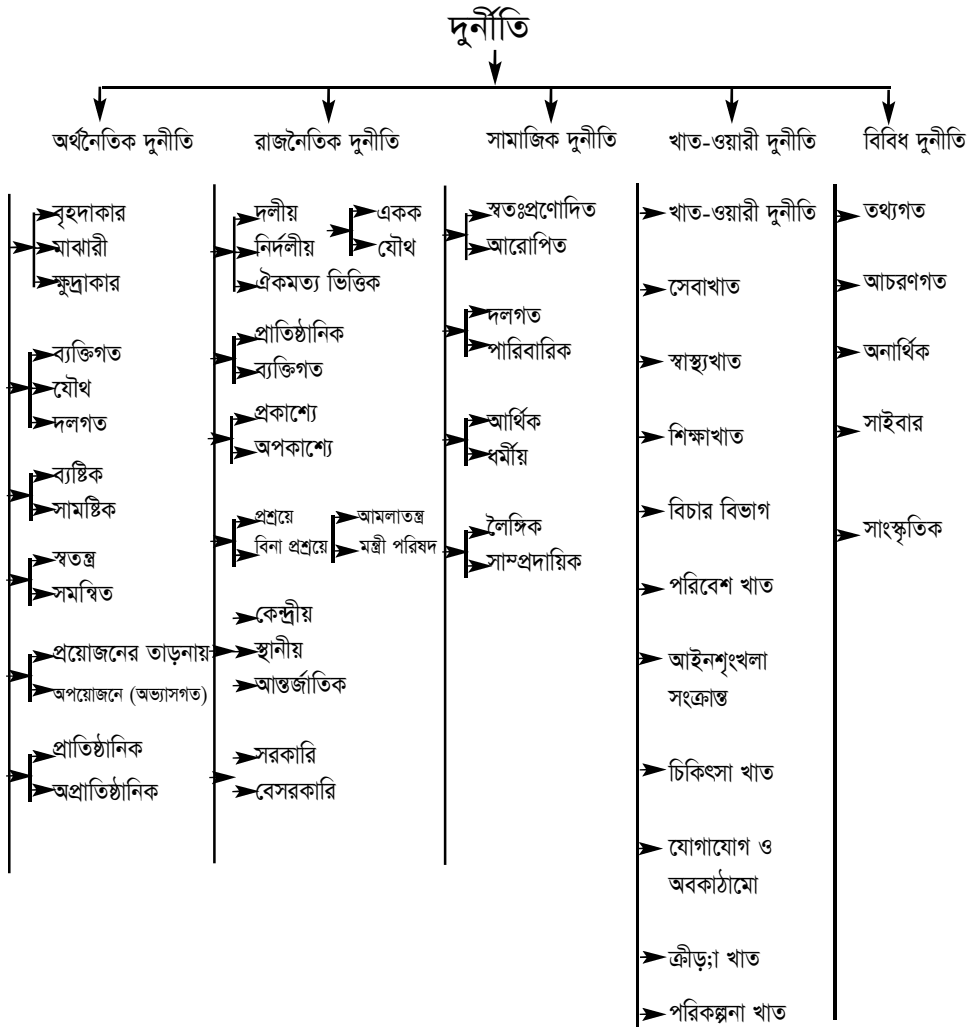 দুর্নীতি
অর্থনৈতিক দুনীতি
রাজনৈতিক দুনীতি
সামাজিক দুনীতি
খাত-ওয়ারী দুনীতি
বিবিধ দুনীতি
বৃহদাকার
মাঝারী
ক্ষুদ্রাকার
ব্যক্তিগত
যৌথ
দলগত
ব্যষ্টিক
সামষ্টিক
স্বতন্ত্র
সমন্বিত
প্রয়োজনের তাড়নায়
অপয়োজনে (অভ্যাসগত)
প্রাতিষ্ঠানিক
অপ্রাতিষ্ঠানিক
দলীয়
নির্দলীয়
ঐকমত্য ভিত্তিক
একক
যৌথ
প্রাতিষ্ঠানিক
ব্যক্তিগত
প্রকাশ্যে
অপকাশ্যে
প্রশ্রয়ে
বিনা প্রশ্রয়ে
আমলাতন্ত্র
মন্ত্রী পরিষদ
কেন্দ্রীয়
স্থানীয়
আন্তর্জাতিক
সরকারি
বেসরকারি
স্বতঃপ্রণোদিত
আরোপিত
দলগত
পারিবারিক
আর্থিক
ধর্মীয়
লৈঙ্গিক
সাম্প্রদায়িক
খাত-ওয়ারী দুনীতি
সেবাখাত
স্বাস্থ্যখাত
শিক্ষাখাত
বিচার বিভাগ
পরিবেশ খাত
আইনশৃংখলা
সংক্রান্ত
চিকিৎসা খাত
যোগাযোগ ও
অবকাঠামো
ক্রীড়;া খাত
পরিকল্পনা খাত
তথ্যগত
আচরণগত
অনার্থিক
সাইবার
সাংস্কৃতিক